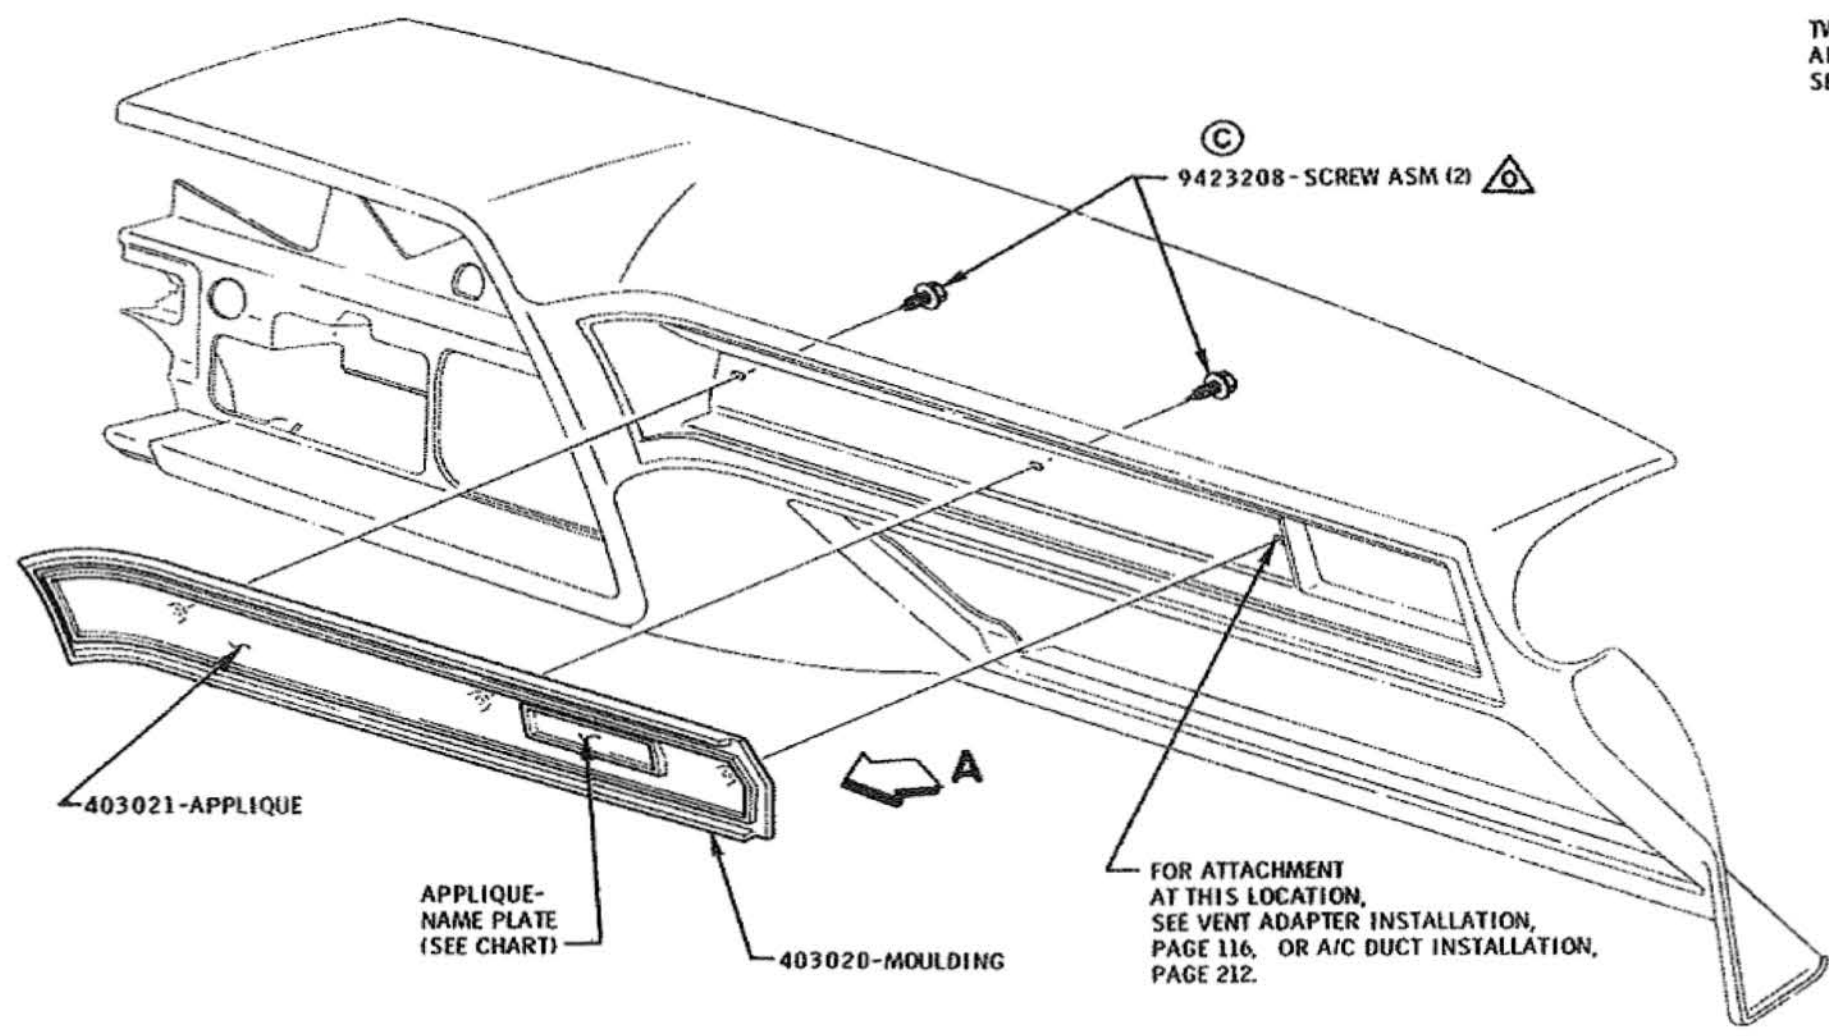 C
9423208-SCREW ASM (2) O
403021-APPLIQUE
A
APPLIQUE-
NAME PLATE
(SEE CHART)
403020-MOULDING
FOR ATTACHMENT
AT THIS LOCATION,
SEE VENT ADAPTER INSTALLATION,
PAGE 116, OR A/C DUCT INSTALLATION,
PAGE 212.